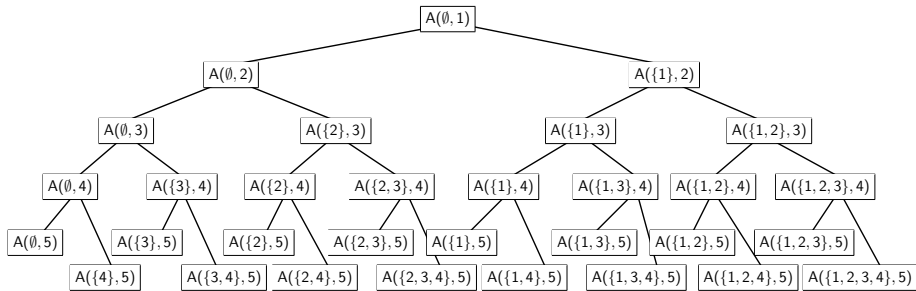 A(∅, 1)
A(∅, 2) A({1}, 2)
A(∅, 3) A({2}, 3) A({1}, 3) A({1, 2}, 3)
A(∅, 4) A({3}, 4) A({2}, 4) A({2, 3}, 4) A({1}, 4) A({1, 3}, 4) A({1, 2}, 4) A({1, 2, 3}, 4)
A(∅, 5) A({3}, 5) A({2}, 5) A({2, 3}, 5) A({1}, 5) A({1, 3}, 5) A({1, 2}, 5) A({1, 2, 3}, 5)
A({4}, 5) A({3, 4}, 5) A({2, 4}, 5) A({2, 3, 4}, 5) A({1, 4}, 5) A({1, 3, 4}, 5) A({1, 2, 4}, 5) A({1, 2, 3, 4}, 5)